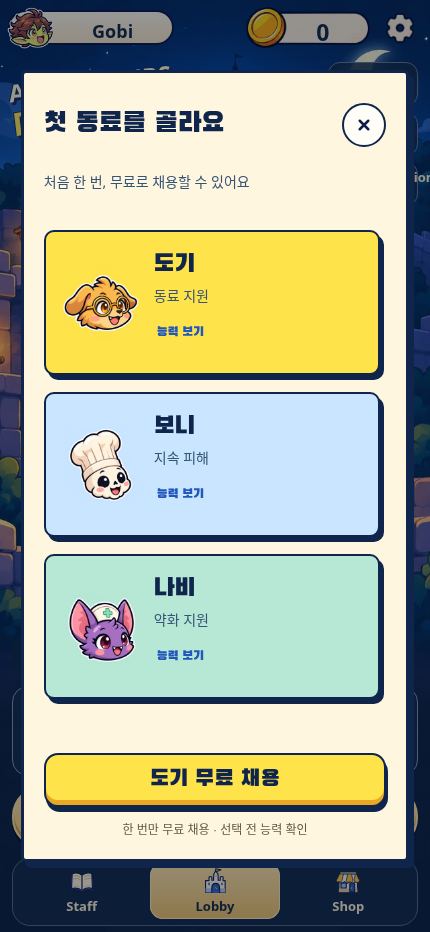 Gobi
0
첫 동료를 골라요
×
처음 한 번, 무료로 채용할 수 있어요
도기
동료 지원
능력 보기
보니
지속 피해
능력 보기
나비
약화 지원
능력 보기
도기 무료 채용
한 번만 무료 채용 · 선택 전 능력 확인
Staff
Lobby
Shop